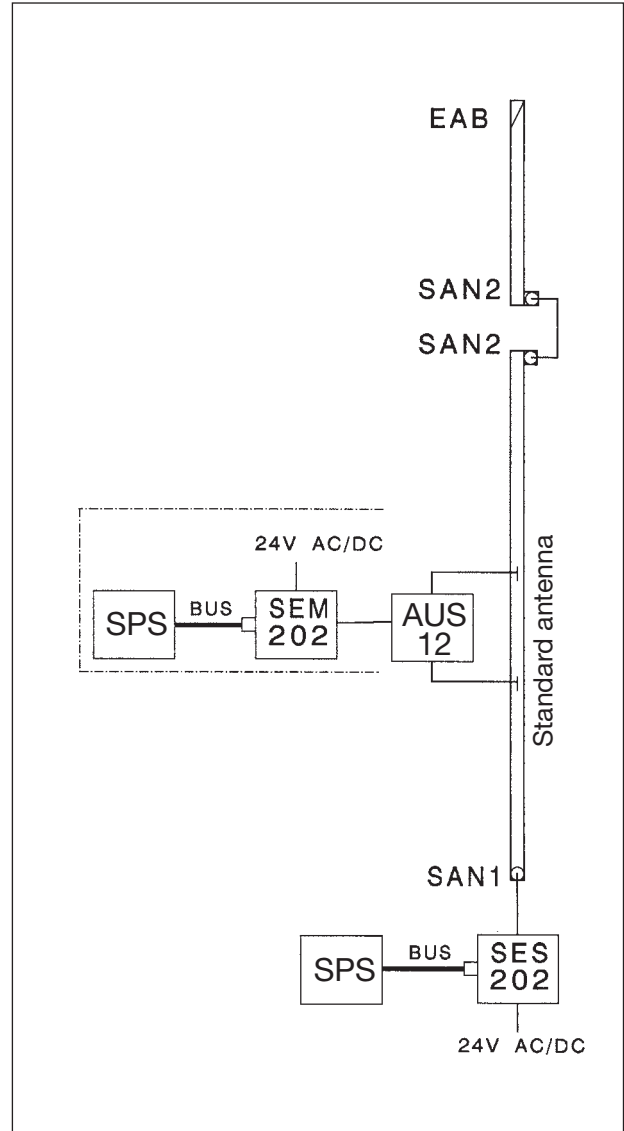 EAB
SAN2
SAN2
24V AC/DC
SPS
BUS
SEM
202
AUS
12
Standard antenna
SAN1
SPS
BUS
SES
202
24V AC/DC